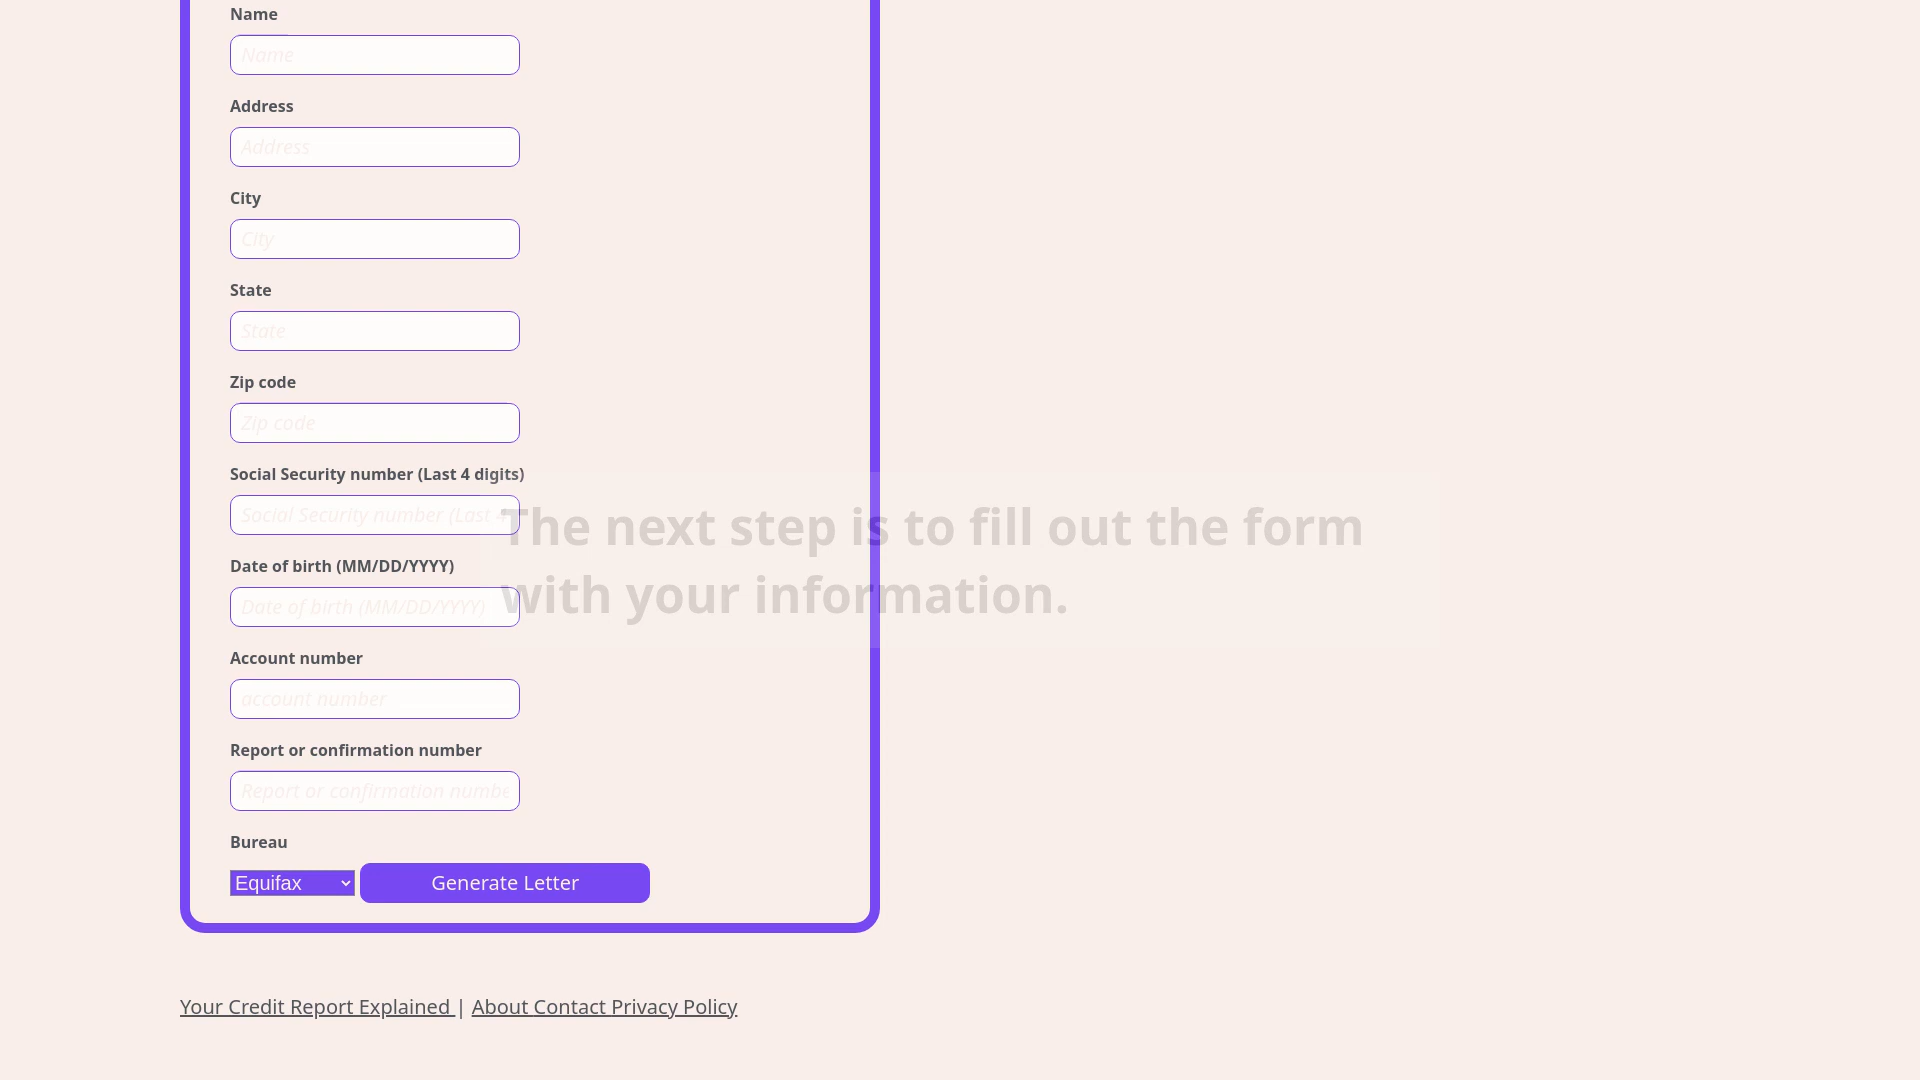 Name
Name
Address
Address
City
City
State
State
Zip code
Zip code
Social Security number (Last 4 digits)
Social Security number (Last 4
The next step is to fill out the form
with your information.
Date of birth (MM/DD/YYYY)
Date of birth (MM/DD/YYYY)
Account number
account number
Report or confirmation number
Report or confirmation numbe
Bureau
Equifax
Generate Letter
Your Credit Report Explained | About Contact Privacy Policy